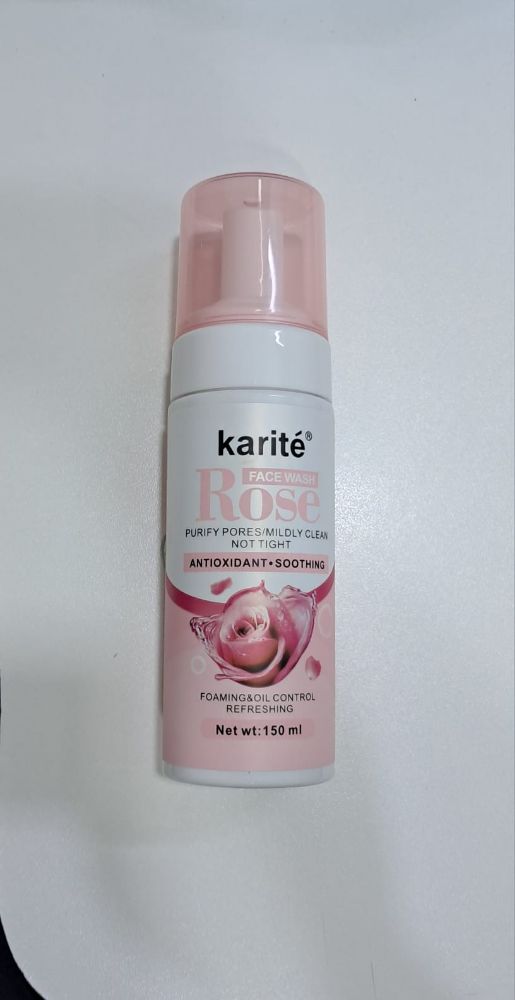 karité®
FACE WASH
Rose
PURIFY PORES/MILDLY CLEAN
NOT TIGHT
ANTIOXIDANT•SOOTHING
FOAMING&OIL CONTROL
REFRESHING
Net wt:150 ml